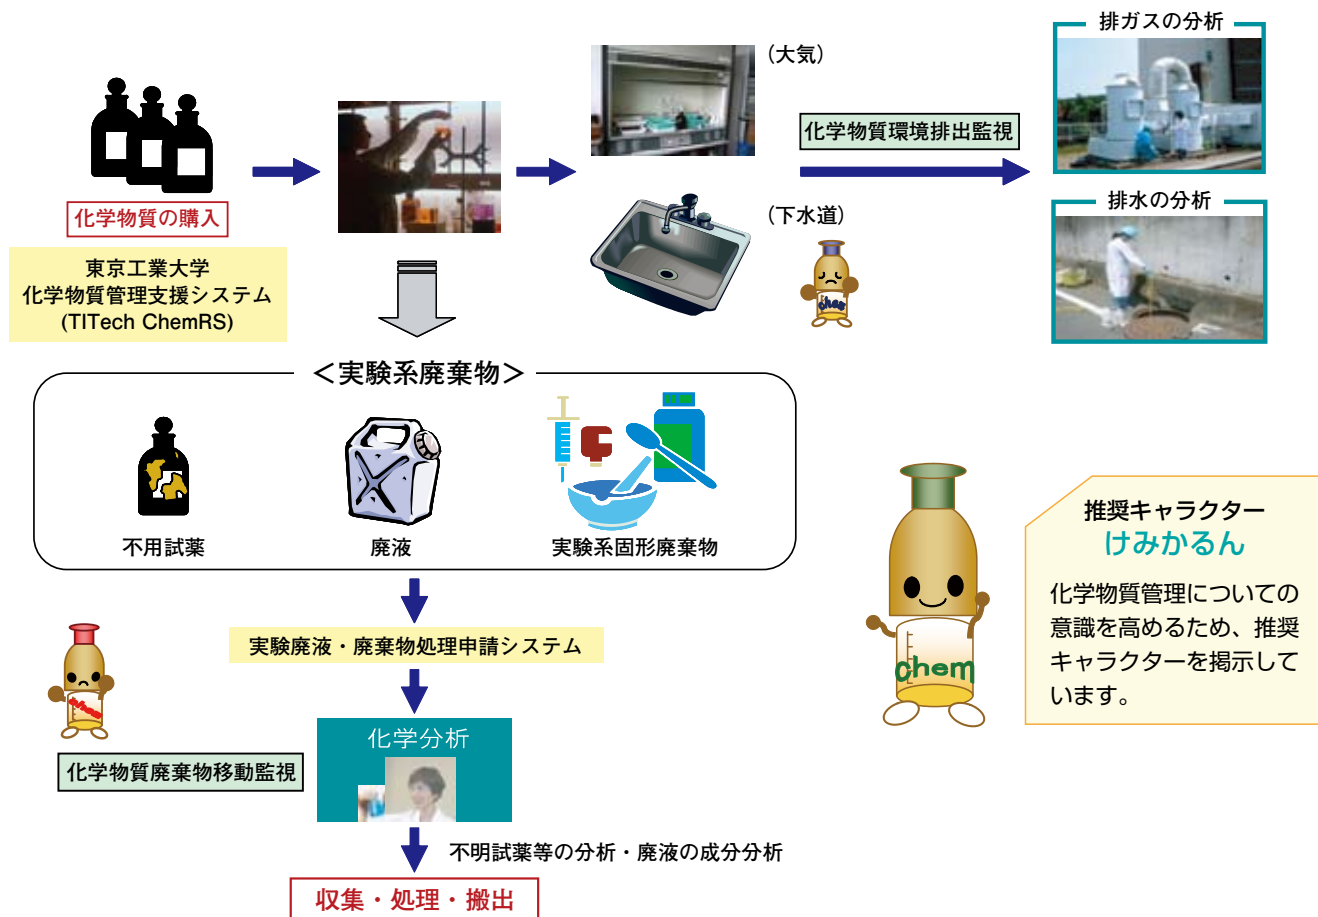 排ガスの分析
(大気)
化学物質環境排出監視
化学物質の購入
排水の分析
(下水道)
東京工業大学
化学物質管理支援システム
(TITech ChemRS)
chem
<実験系廃棄物>
不用試薬
廃液
実験系固形廃棄物
推奨キャラクター
けみかるん
化学物質管理についての
意識を高めるため、推奨
キャラクターを掲示して
います。
chem
実験廃液・廃棄物処理申請システム
chem
化学分析
化学物質廃棄物移動監視
不明試薬等の分析・廃液の成分分析
収集・処理・搬出